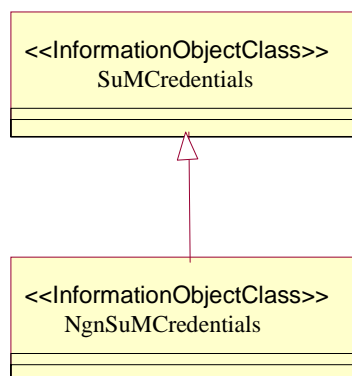 <<InformationObjectClass>>
SuMCredentials
<<InformationObjectClass>>
NgnSuMCredentials